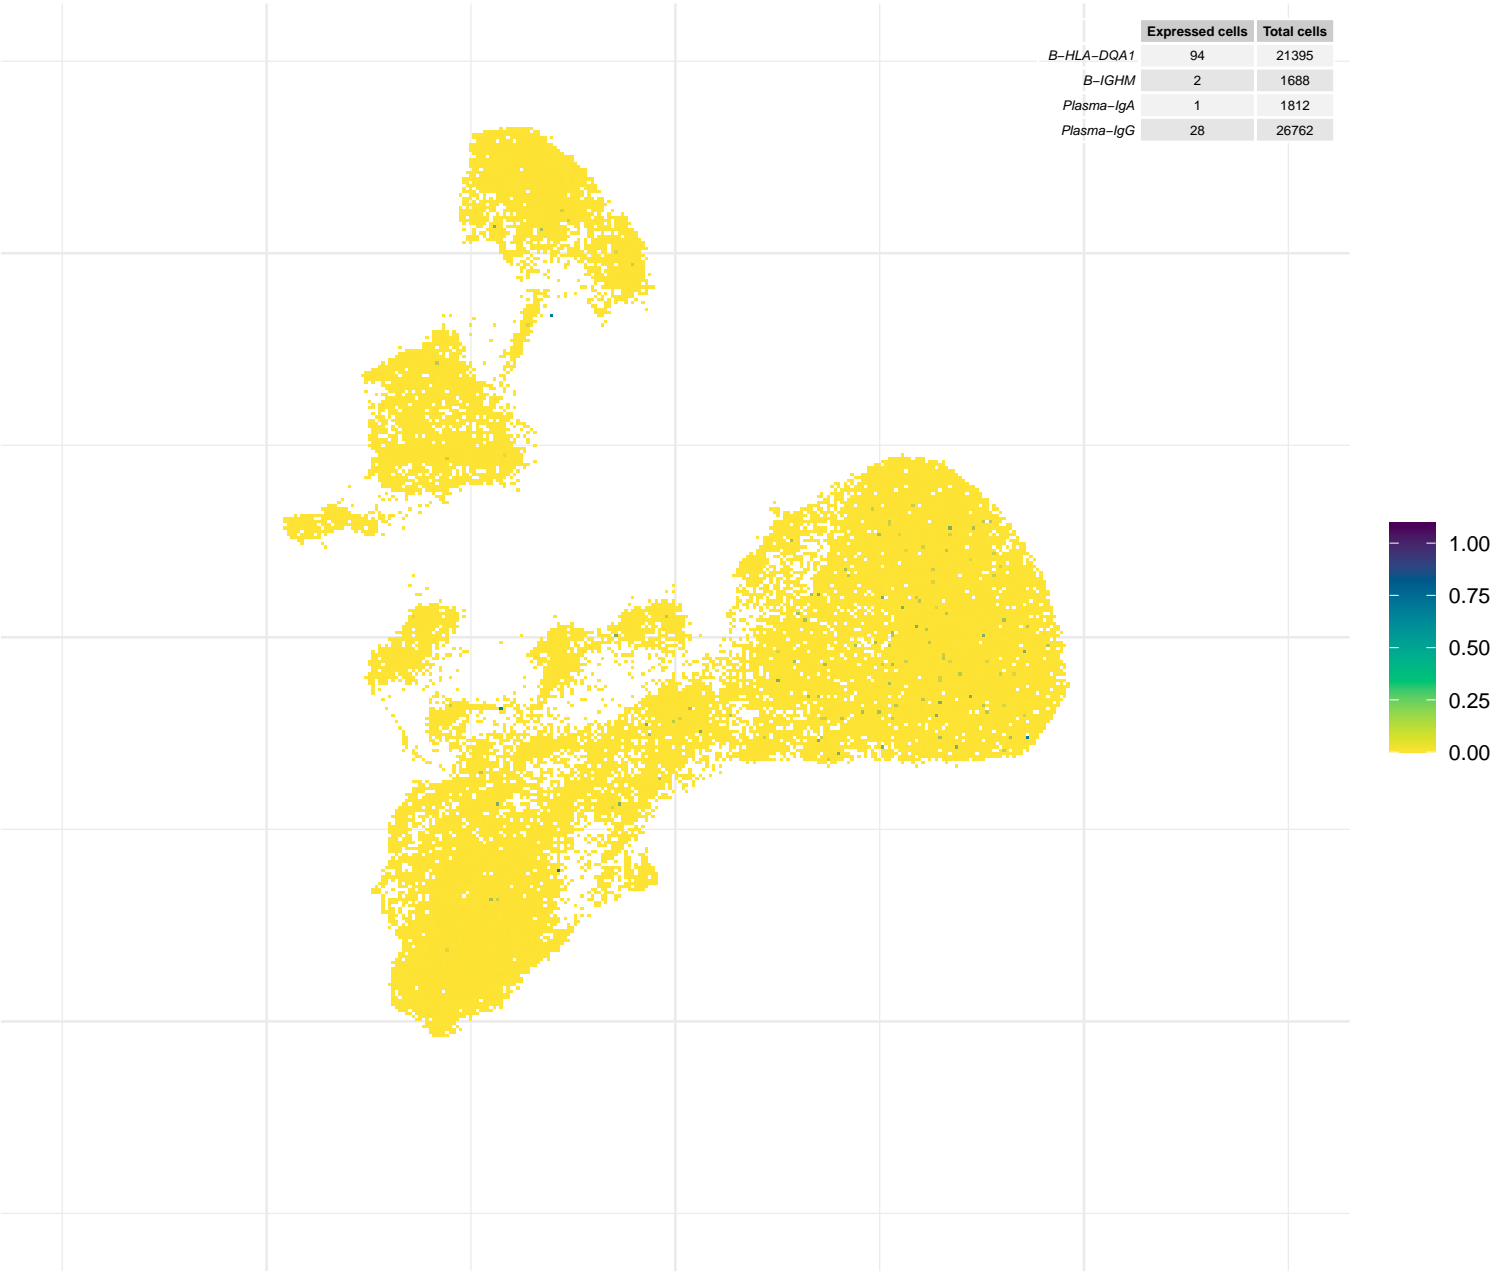 Expressed cells Total cells
B−HLA−DQA1 94 21395
B−IGHM 2 1688
Plasma−IgA 1 1812
Plasma−IgG 28 26762
1.00
0.75
0.50
0.25
0.00